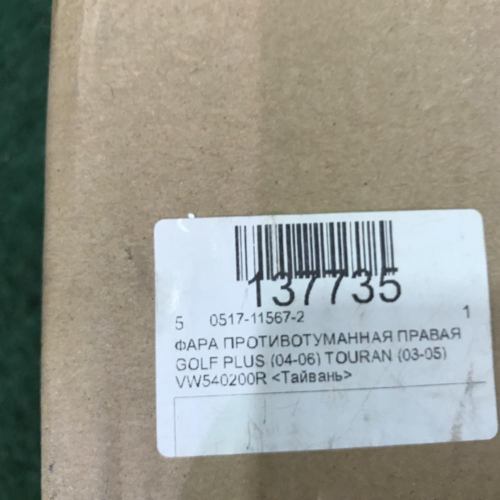 137735
5 0517-11567-2 1
ФАРА ПРОТИВОТУМАННАЯ ПРАВАЯ
GOLF PLUS (04-06) TOURAN (03-05)
VW540200R <Тайвань>